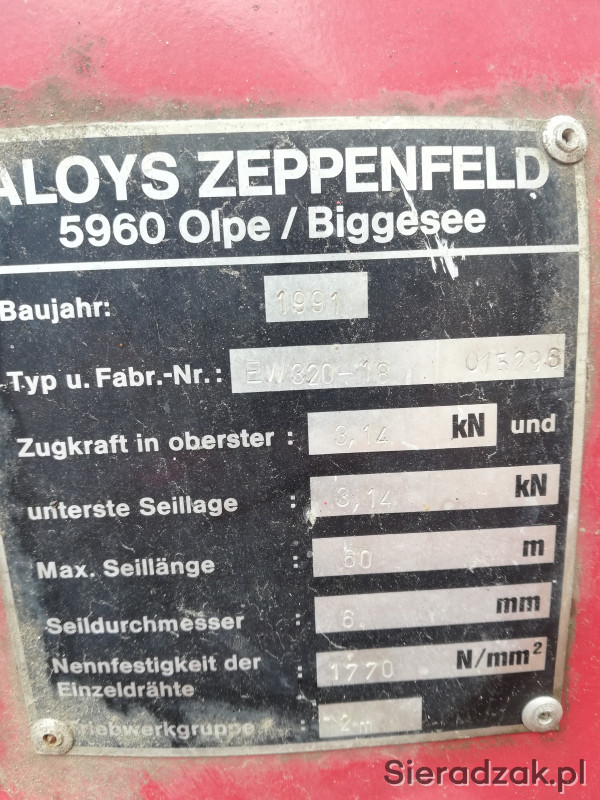 ALOYS ZEPPENFELD
5960 Olpe / Biggesee
Baujahr: 1991
Typ u. Fabr.-Nr.: EW320-18 015296
Zugkraft in oberster : 3,14 kN und
unterste Seillage : 3,14 kN
Max. Seillänge : 60 m
Seildurchmesser : 6 mm
Nennfestigkeit der
Einzeldrähte : 1770 N/mm²
Triebwerkgruppe : 2-m
Sieradzak.pl